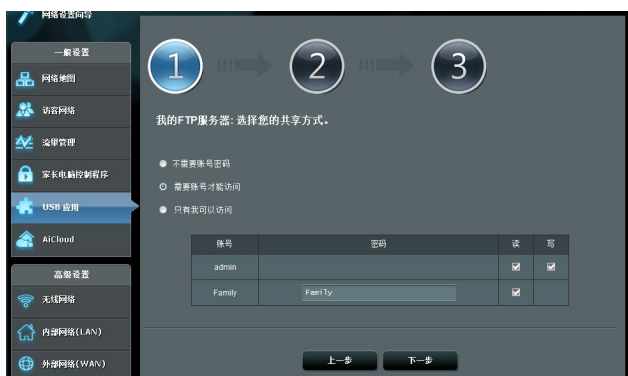 网络设置向导
一般设置
网络地图
访客网络
流量管理
家长电脑控制程序
USB 应用
AiCloud
高级设置
无线网络
内部网络(LAN)
外部网络(WAN)
1 2 3
我的FTP服务器: 选择您的共享方式。
不需要账号密码
需要账号才能访问
只有我可以访问
账号 密码 读 写
admin
Family Family
上一步 下一步